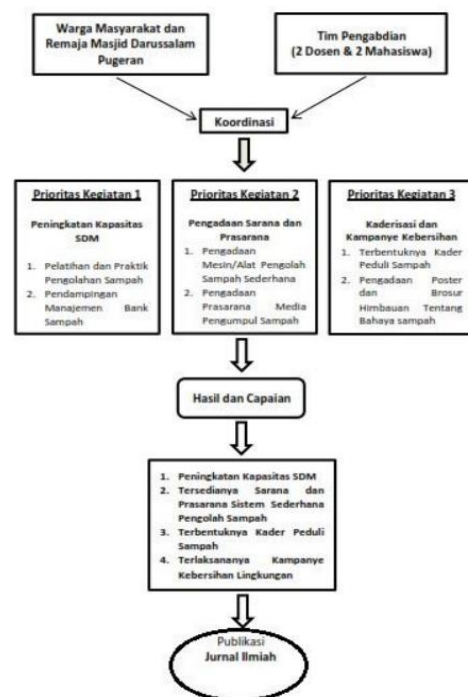 Warga Masyarakat dan
Remaja Masjid Darussalam
Pugeran
Tim Pengabdian
(2 Dosen & 2 Mahasiswa)
Koordinasi
Prioritas Kegiatan 1
Peningkatan Kapasitas
SDM
1. Pelatihan dan Praktik
Pengolahan Sampah
2. Pendampingan
Manajemen Bank
Sampah
Prioritas Kegiatan 2
Pengadaan Sarana dan
Prasarana
1. Pengadaan
Mesin/Alat Pengolah
Sampah Sederhana
2. Pengadaan
Prasarana Media
Pengumpul Sampah
Prioritas Kegiatan 3
Kaderisasi dan
Kampanye Kebersihan
1. Terbentuknya Kader
Peduli Sampah
2. Pengadaan Poster
dan Brosur
Himbauan Tentang
Bahaya sampah
Hasil dan Capaian
1. Peningkatan Kapasitas SDM
2. Tersedianya Sarana dan
Prasarana Sistem Sederhana
Pengolah Sampah
3. Terbentuknya Kader Peduli
Sampah
4. Terlaksananya Kampanye
Kebersihan Lingkungan
Publikasi
Jurnal Ilmiah